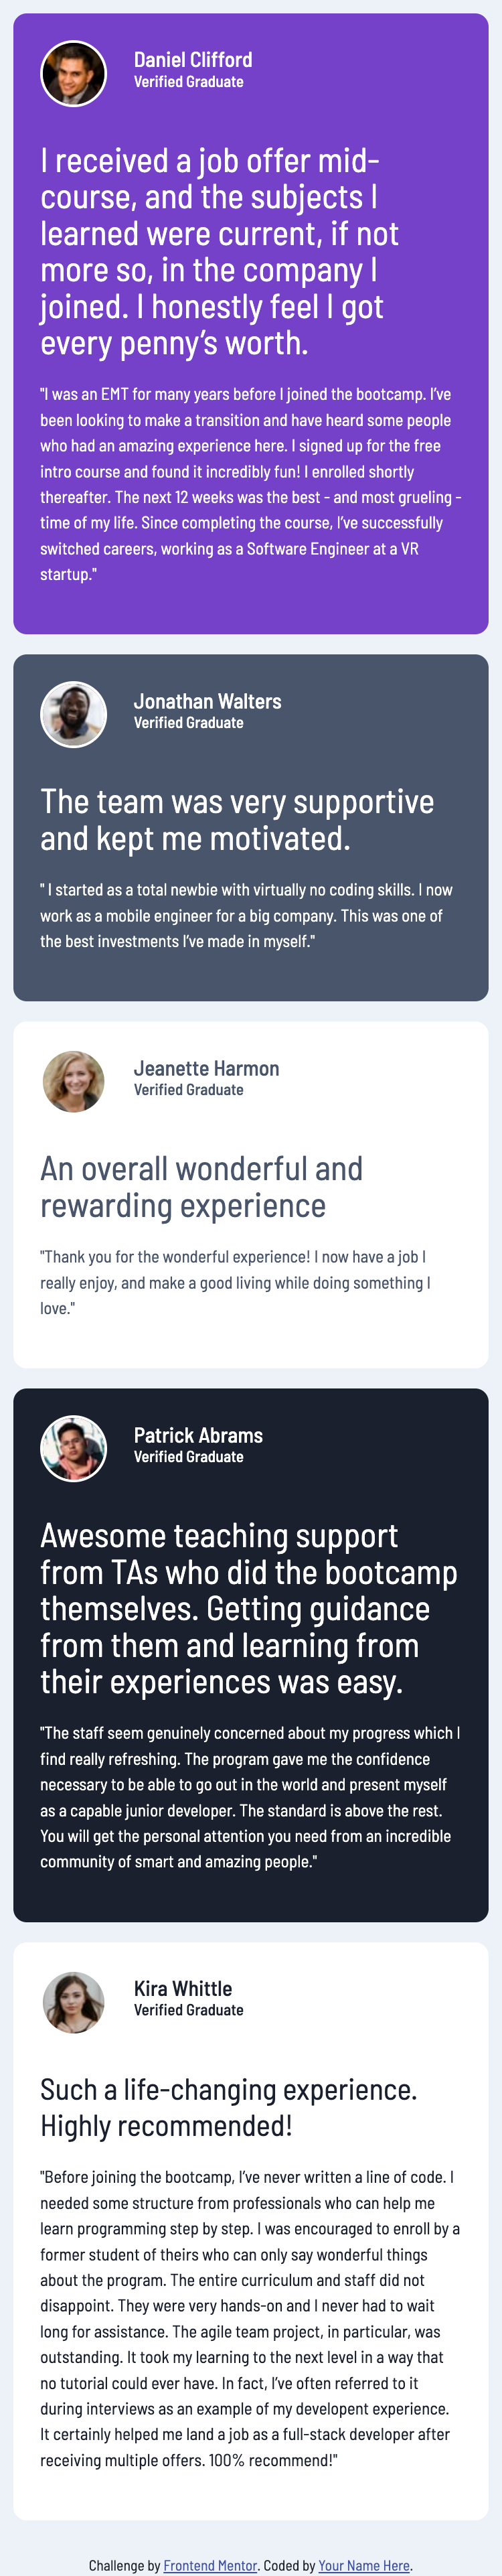 Daniel Clifford
Verified Graduate
I received a job offer mid-
course, and the subjects I
learned were current, if not
more so, in the company I
joined. I honestly feel I got
every penny’s worth.
"I was an EMT for many years before I joined the bootcamp. I’ve
been looking to make a transition and have heard some people
who had an amazing experience here. I signed up for the free
intro course and found it incredibly fun! I enrolled shortly
thereafter. The next 12 weeks was the best - and most grueling -
time of my life. Since completing the course, I’ve successfully
switched careers, working as a Software Engineer at a VR
startup."
Jonathan Walters
Verified Graduate
The team was very supportive
and kept me motivated.
" I started as a total newbie with virtually no coding skills. I now
work as a mobile engineer for a big company. This was one of
the best investments I’ve made in myself."
Jeanette Harmon
Verified Graduate
An overall wonderful and
rewarding experience
"Thank you for the wonderful experience! I now have a job I
really enjoy, and make a good living while doing something I
love."
Patrick Abrams
Verified Graduate
Awesome teaching support
from TAs who did the bootcamp
themselves. Getting guidance
from them and learning from
their experiences was easy.
"The staff seem genuinely concerned about my progress which I
find really refreshing. The program gave me the confidence
necessary to be able to go out in the world and present myself
as a capable junior developer. The standard is above the rest.
You will get the personal attention you need from an incredible
community of smart and amazing people."
Kira Whittle
Verified Graduate
Such a life-changing experience.
Highly recommended!
"Before joining the bootcamp, I’ve never written a line of code. I
needed some structure from professionals who can help me
learn programming step by step. I was encouraged to enroll by a
former student of theirs who can only say wonderful things
about the program. The entire curriculum and staff did not
disappoint. They were very hands-on and I never had to wait
long for assistance. The agile team project, in particular, was
outstanding. It took my learning to the next level in a way that
no tutorial could ever have. In fact, I’ve often referred to it
during interviews as an example of my developent experience.
It certainly helped me land a job as a full-stack developer after
receiving multiple offers. 100% recommend!"
Challenge by Frontend Mentor. Coded by Your Name Here.